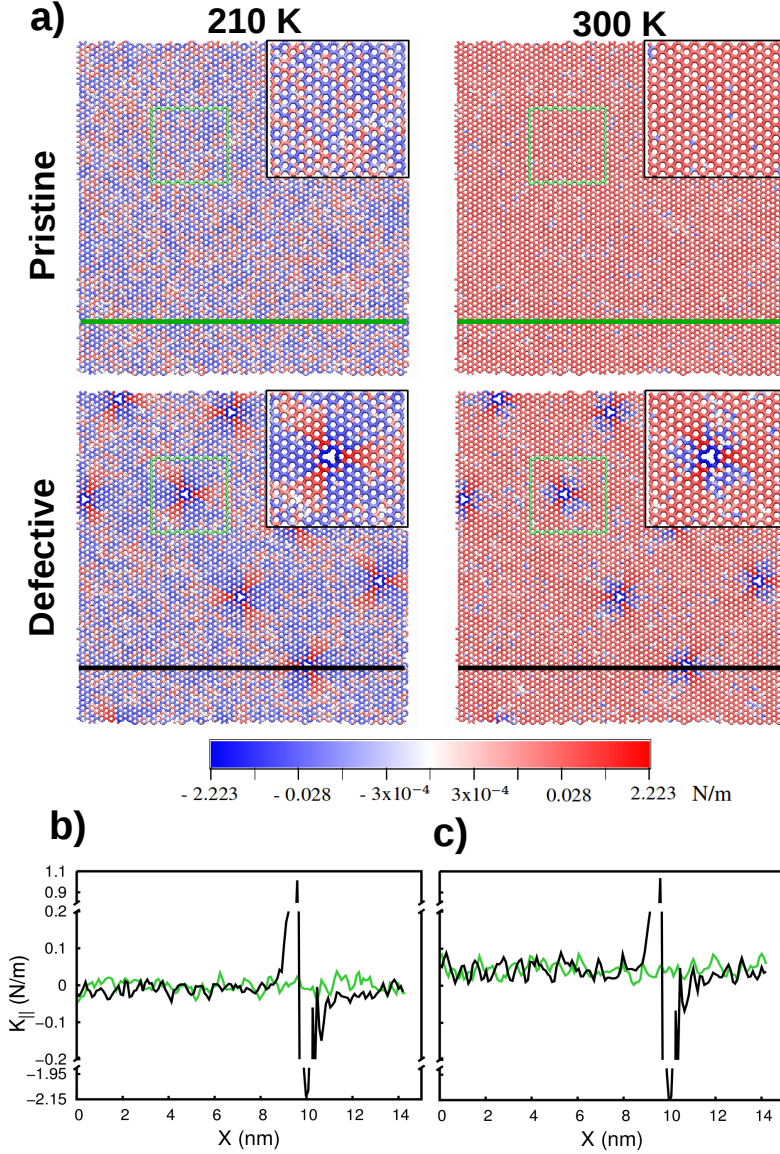 a)
210 K
300 K
Pristine
Defective
- 2.223
- 0.028
- 3x10⁻⁴
3x10⁻⁴
0.028
2.223
N/m
b)
c)
1.1
0.9
0.2
0.1
0
−0.1
−0.2
−1.95
−2.15
K|| (N/m)
0 2 4 6 8 10 12 14
X (nm)
0 2 4 6 8 10 12 14
X (nm)